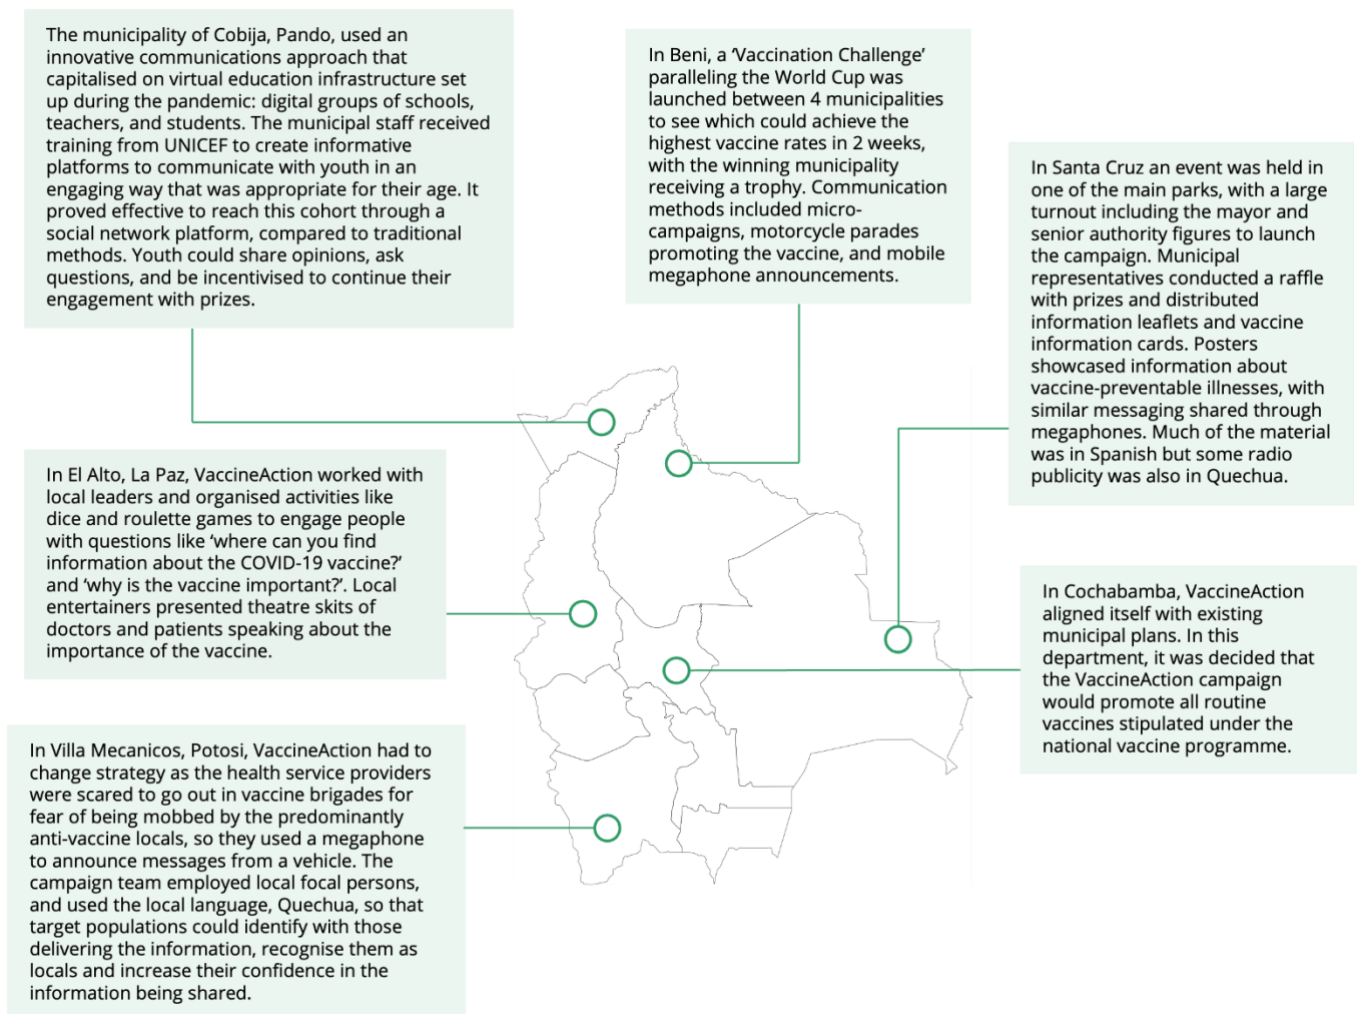 The municipality of Cobija, Pando, used an
innovative communications approach that
capitalised on virtual education infrastructure set
up during the pandemic: digital groups of schools,
teachers, and students. The municipal staff received
training from UNICEF to create informative
platforms to communicate with youth in an
engaging way that was appropriate for their age. It
proved effective to reach this cohort through a
social network platform, compared to traditional
methods. Youth could share opinions, ask
questions, and be incentivised to continue their
engagement with prizes.
In Beni, a ‘Vaccination Challenge’
paralleling the World Cup was
launched between 4 municipalities
to see which could achieve the
highest vaccine rates in 2 weeks,
with the winning municipality
receiving a trophy. Communication
methods included micro-
campaigns, motorcycle parades
promoting the vaccine, and mobile
megaphone announcements.
In Santa Cruz an event was held in
one of the main parks, with a large
turnout including the mayor and
senior authority figures to launch
the campaign. Municipal
representatives conducted a raffle
with prizes and distributed
information leaflets and vaccine
information cards. Posters
showcased information about
vaccine-preventable illnesses, with
similar messaging shared through
megaphones. Much of the material
was in Spanish but some radio
publicity was also in Quechua.
In El Alto, La Paz, VaccineAction worked with
local leaders and organised activities like
dice and roulette games to engage people
with questions like ‘where can you find
information about the COVID-19 vaccine?’
and ‘why is the vaccine important?’. Local
entertainers presented theatre skits of
doctors and patients speaking about the
importance of the vaccine.
In Cochabamba, VaccineAction
aligned itself with existing
municipal plans. In this
department, it was decided that
the VaccineAction campaign
would promote all routine
vaccines stipulated under the
national vaccine programme.
In Villa Mecanicos, Potosi, VaccineAction had to
change strategy as the health service providers
were scared to go out in vaccine brigades for
fear of being mobbed by the predominantly
anti-vaccine locals, so they used a megaphone
to announce messages from a vehicle. The
campaign team employed local focal persons,
and used the local language, Quechua, so that
target populations could identify with those
delivering the information, recognise them as
locals and increase their confidence in the
information being shared.